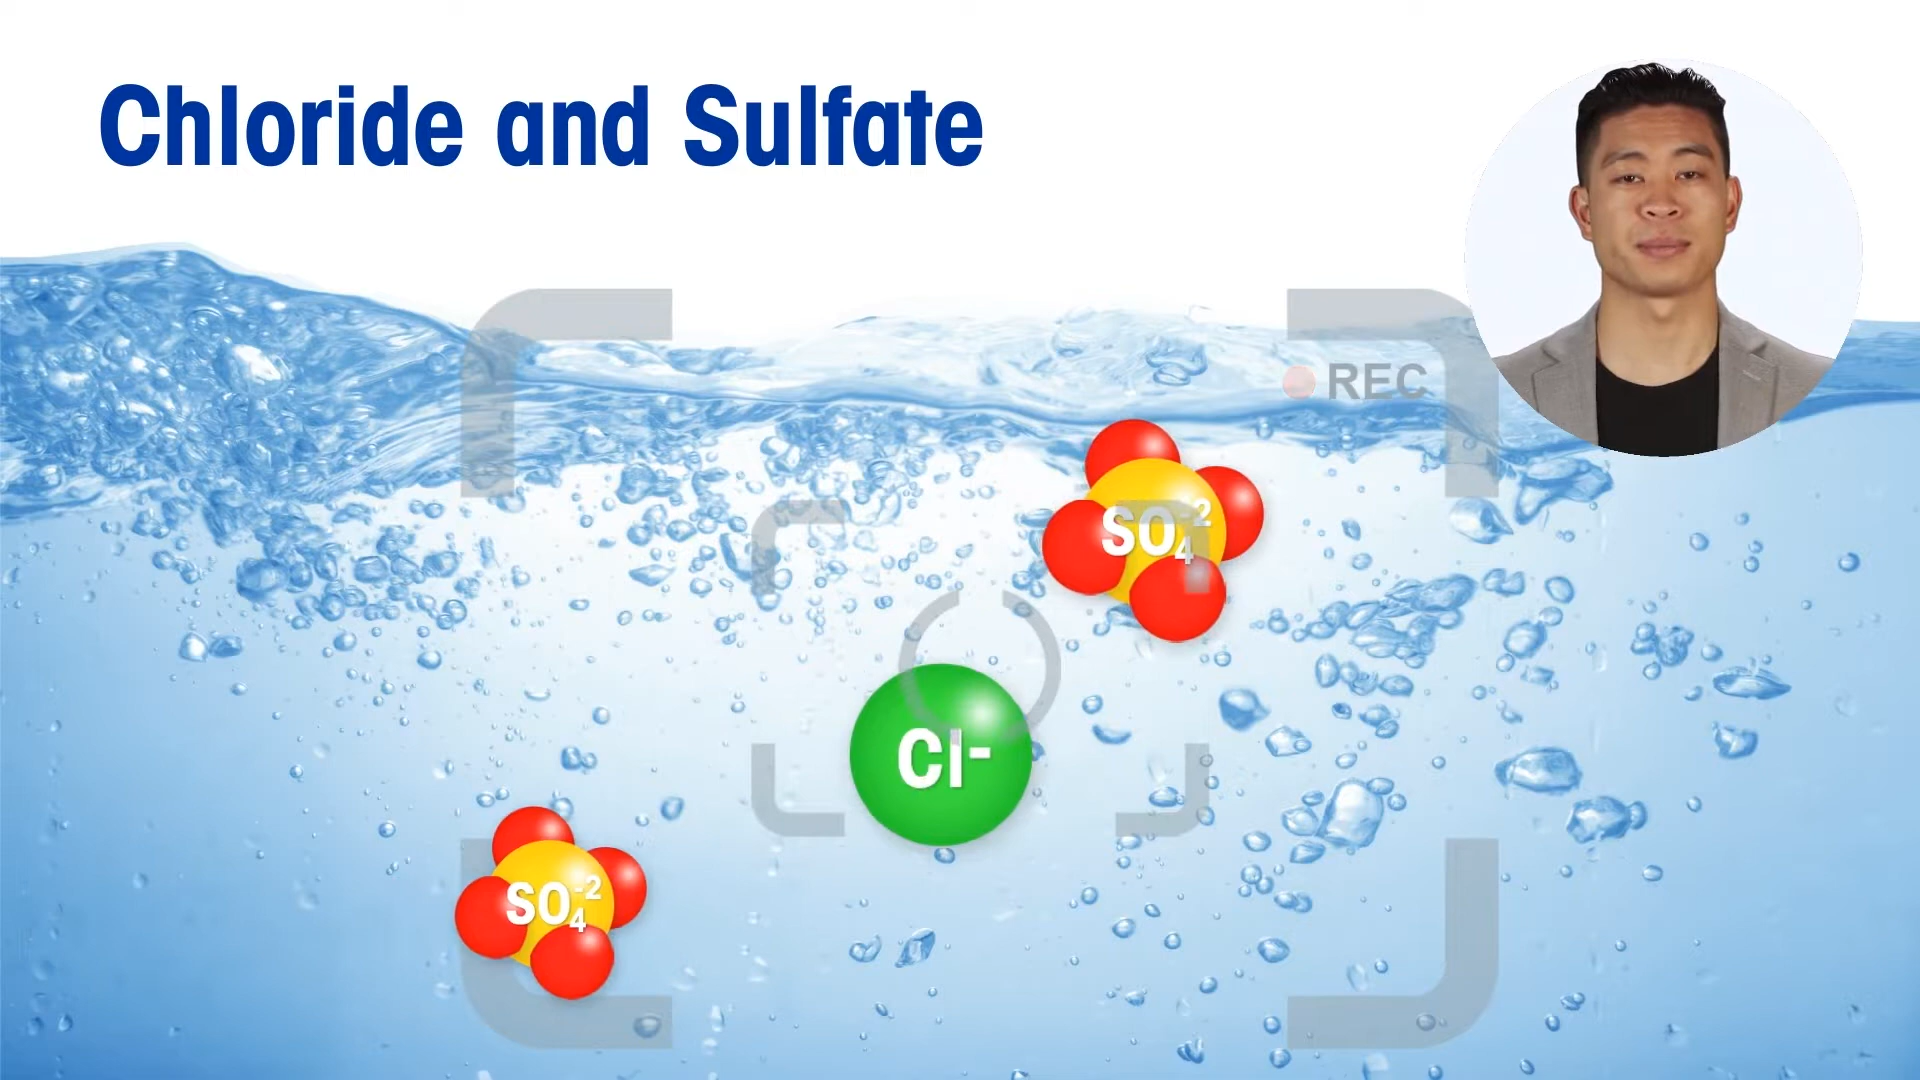 Chloride and Sulfate
REC
SO₄⁻²
Cl⁻
SO₄⁻²